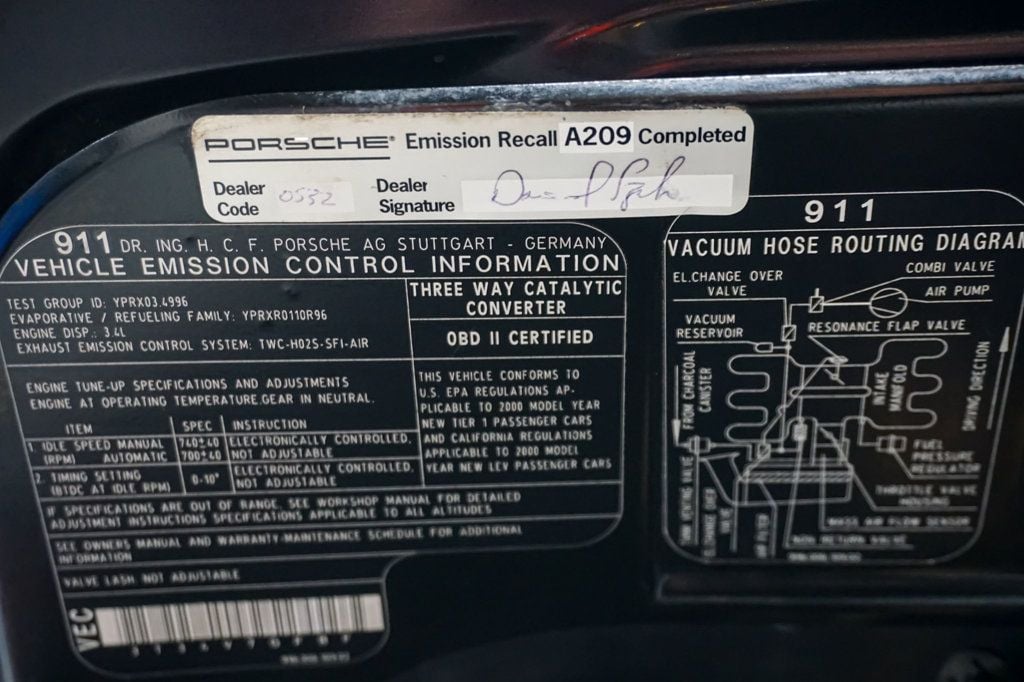 PORSCHE® Emission Recall A209 Completed
Dealer Code 0532 Dealer Signature
911 DR. ING. H. C. F. PORSCHE AG STUTTGART - GERMANY
VEHICLE EMISSION CONTROL INFORMATION
TEST GROUP ID: YPRXV03.4996
EVAPORATIVE / REFUELING FAMILY: YPRXR0110R96
ENGINE DISP.: 3.4L
EXHAUST EMISSION CONTROL SYSTEM: TWC-HO2S-SFI-AIR
THREE WAY CATALYTIC
CONVERTER
OBD II CERTIFIED
ENGINE TUNE-UP SPECIFICATIONS AND ADJUSTMENTS
ENGINE AT OPERATING TEMPERATURE,GEAR IN NEUTRAL.
ITEM SPEC INSTRUCTION
1. IDLE SPEED MANUAL 740±40 ELECTRONICALLY CONTROLLED,
(RPM) AUTOMATIC 700±40 NOT ADJUSTABLE
2. TIMING SETTING 0-10° ELECTRONICALLY CONTROLLED,
(BTDC AT IDLE RPM) NOT ADJUSTABLE
THIS VEHICLE CONFORMS TO
U.S. EPA REGULATIONS AP-
PLICABLE TO 2000 MODEL YEAR
NEW TIER 1 PASSENGER CARS
AND CALIFORNIA REGULATIONS
APPLICABLE TO 2000 MODEL
YEAR NEW LEV PASSENGER CARS
IF SPECIFICATIONS ARE OUT OF RANGE, SEE WORKSHOP MANUAL FOR DETAILED
ADJUSTMENT INSTRUCTIONS SPECIFICATIONS APPLICABLE TO ALL ALTITUDES
SEE OWNERS MANUAL AND WARRANTY-MAINTENANCE SCHEDULE FOR ADDITIONAL
INFORMATION
VALVE LASH NOT ADJUSTABLE
VEC
911
VACUUM HOSE ROUTING DIAGRAM
EL.CHANGE OVER
VALVE
COMBI VALVE
AIR PUMP
VACUUM
RESERVOIR
RESONANCE FLAP VALVE
FROM CHARCOAL
CANISTER
INTAKE
MANIFOLD
DRIVING DIRECTION
FUEL
PRESSURE
REGULATOR
THROTTLE VALVE
HOUSING
MASS AIR FLOW SENSOR
NON RETURN VALVE